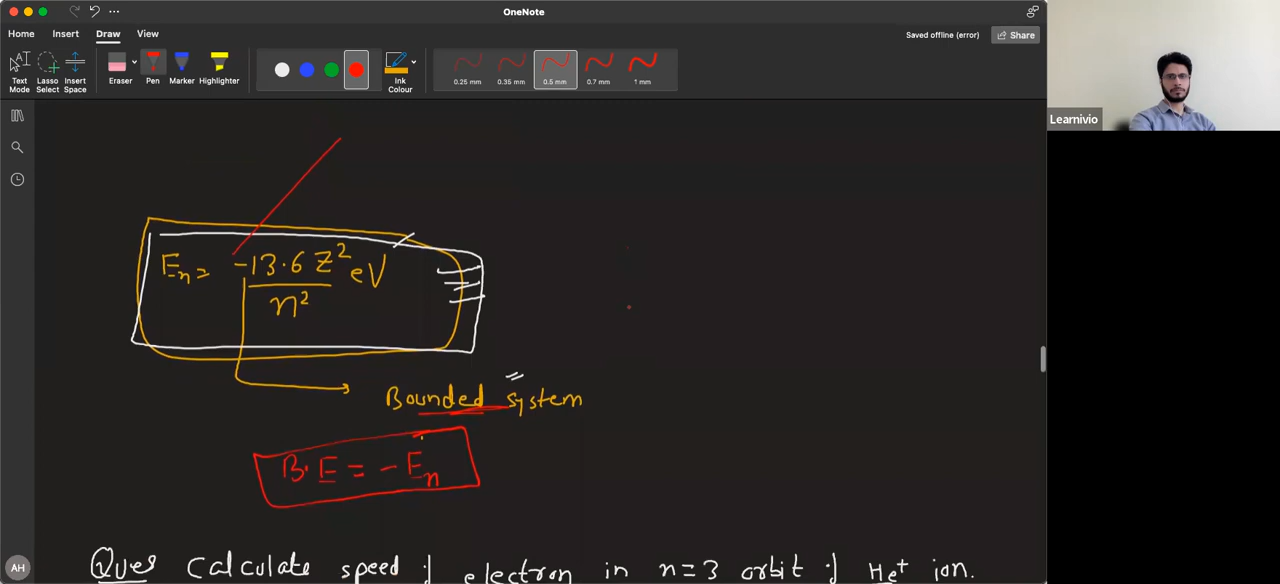 OneNote
Home Insert Draw View
Saved offline (error) Share
Text Mode
Lasso Select
Insert Space
Eraser
Pen
Marker
Highlighter
Ink Colour
0.25 mm 0.35 mm 0.5 mm 0.7 mm 1 mm
Learnivio
En = -13.6 Z² eV
n²
Bounded system
B.E = - En
AH
Ques Calculate speed of electron in n=3 orbit of He+ ion.